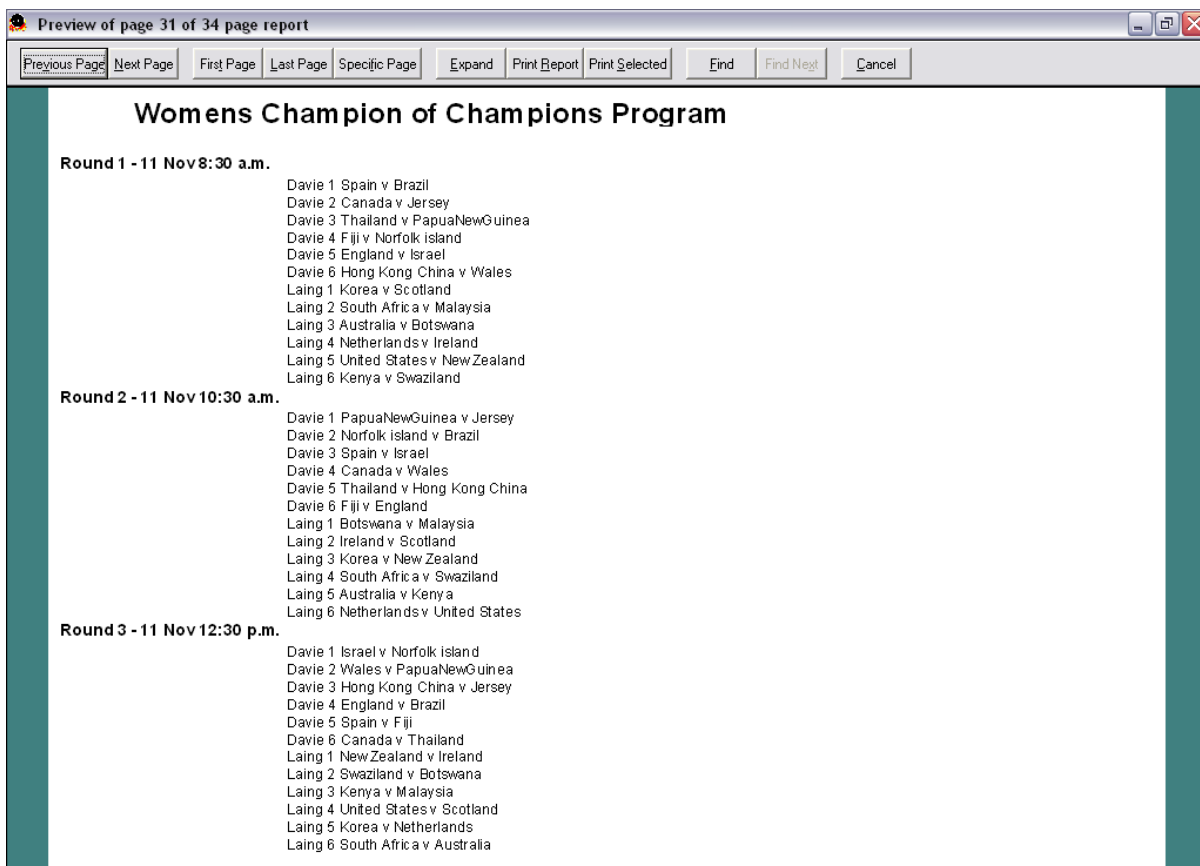 Preview of page 31 of 34 page report
Previous Page Next Page First Page Last Page Specific Page Expand Print Report Print Selected Find Find Next Cancel
Womens Champion of Champions Program
Round 1 - 11 Nov 8:30 a.m.
Davie 1 Spain v Brazil
Davie 2 Canada v Jersey
Davie 3 Thailand v PapuaNewGuinea
Davie 4 Fiji v Norfolk island
Davie 5 England v Israel
Davie 6 Hong Kong China v Wales
Laing 1 Korea v Scotland
Laing 2 South Africa v Malaysia
Laing 3 Australia v Botswana
Laing 4 Netherlands v Ireland
Laing 5 United States v New Zealand
Laing 6 Kenya v Swaziland
Round 2 - 11 Nov 10:30 a.m.
Davie 1 PapuaNewGuinea v Jersey
Davie 2 Norfolk island v Brazil
Davie 3 Spain v Israel
Davie 4 Canada v Wales
Davie 5 Thailand v Hong Kong China
Davie 6 Fiji v England
Laing 1 Botswana v Malaysia
Laing 2 Ireland v Scotland
Laing 3 Korea v New Zealand
Laing 4 South Africa v Swaziland
Laing 5 Australia v Kenya
Laing 6 Netherlands v United States
Round 3 - 11 Nov 12:30 p.m.
Davie 1 Israel v Norfolk island
Davie 2 Wales v PapuaNewGuinea
Davie 3 Hong Kong China v Jersey
Davie 4 England v Brazil
Davie 5 Spain v Fiji
Davie 6 Canada v Thailand
Laing 1 New Zealand v Ireland
Laing 2 Swaziland v Botswana
Laing 3 Kenya v Malaysia
Laing 4 United States v Scotland
Laing 5 Korea v Netherlands
Laing 6 South Africa v Australia